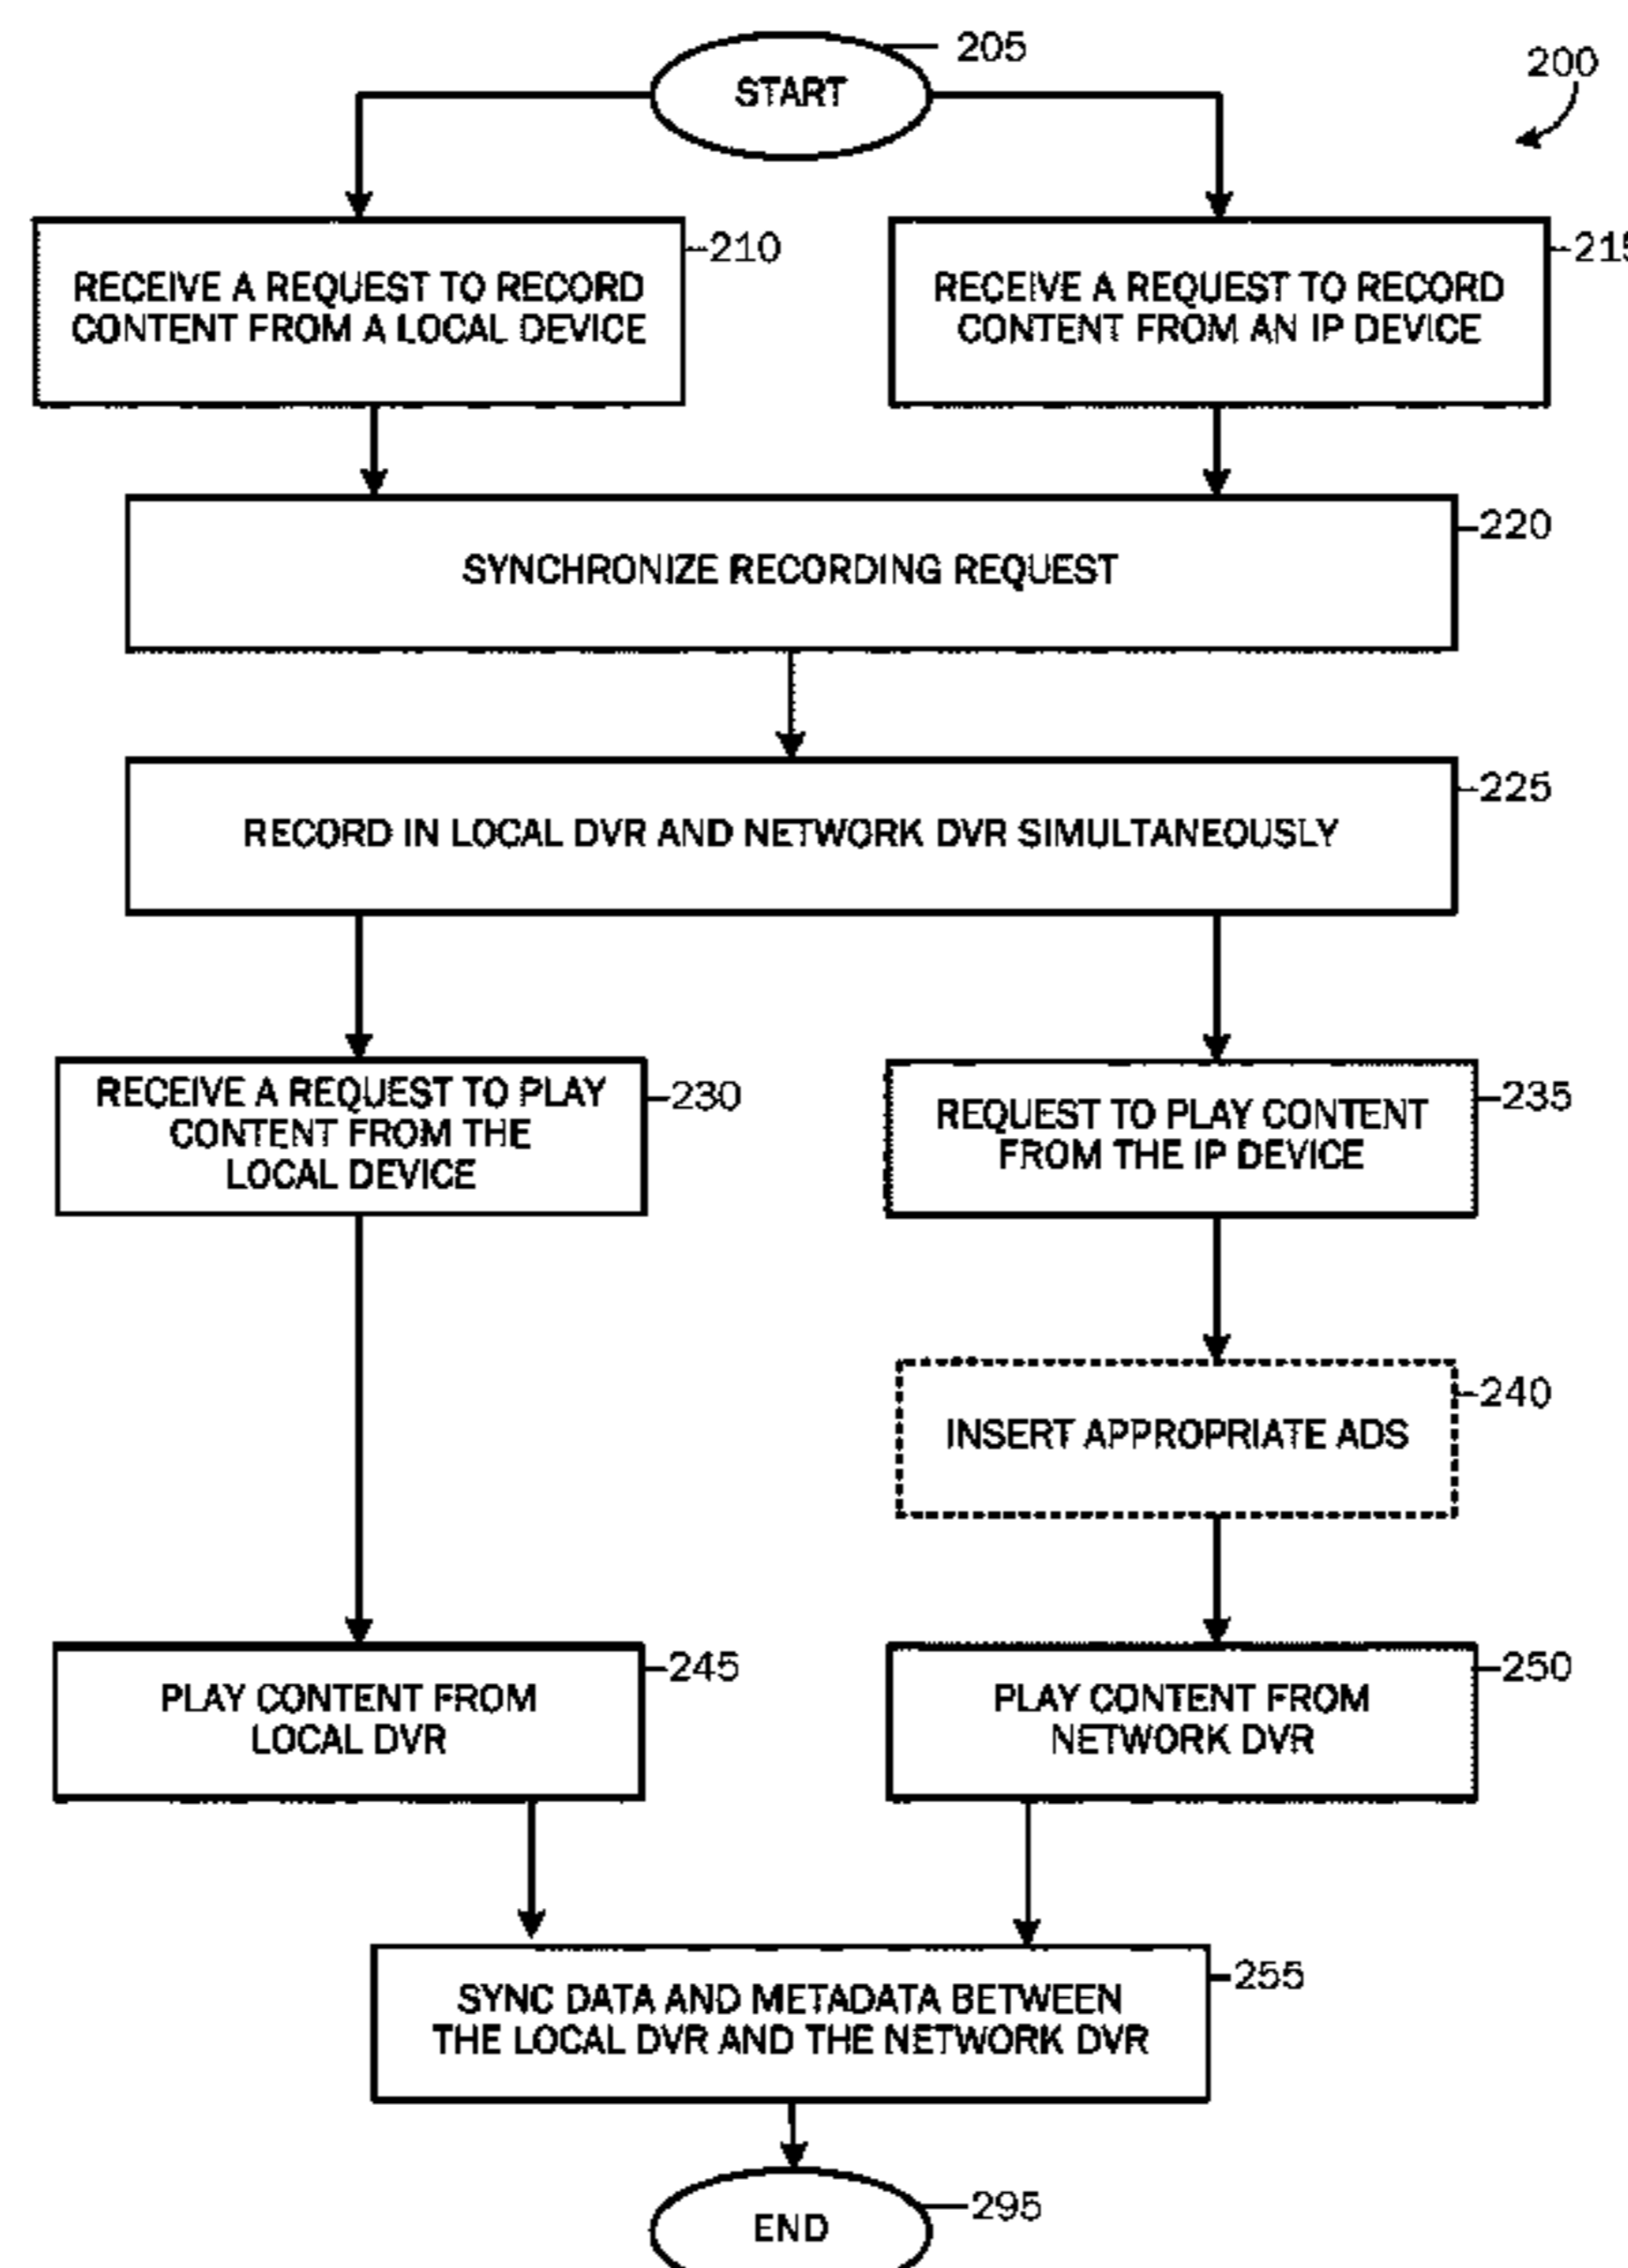 START
205
200
RECEIVE A REQUEST TO RECORD
CONTENT FROM A LOCAL DEVICE
210
RECEIVE A REQUEST TO RECORD
CONTENT FROM AN IP DEVICE
215
SYNCHRONIZE RECORDING REQUEST
220
RECORD IN LOCAL DVR AND NETWORK DVR SIMULTANEOUSLY
225
RECEIVE A REQUEST TO PLAY
CONTENT FROM THE
LOCAL DEVICE
230
REQUEST TO PLAY CONTENT
FROM THE IP DEVICE
235
INSERT APPROPRIATE ADS
240
PLAY CONTENT FROM
LOCAL DVR
245
PLAY CONTENT FROM
NETWORK DVR
250
SYNC DATA AND METADATA BETWEEN
THE LOCAL DVR AND THE NETWORK DVR
255
END
295